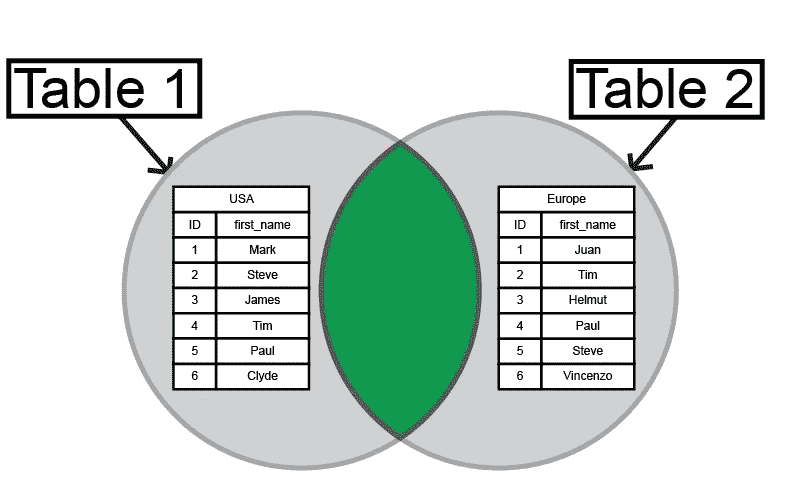 Table 1
Table 2
USA
ID first_name
1 Mark
2 Steve
3 James
4 Tim
5 Paul
6 Clyde
Europe
ID first_name
1 Juan
2 Tim
3 Helmut
4 Paul
5 Steve
6 Vincenzo